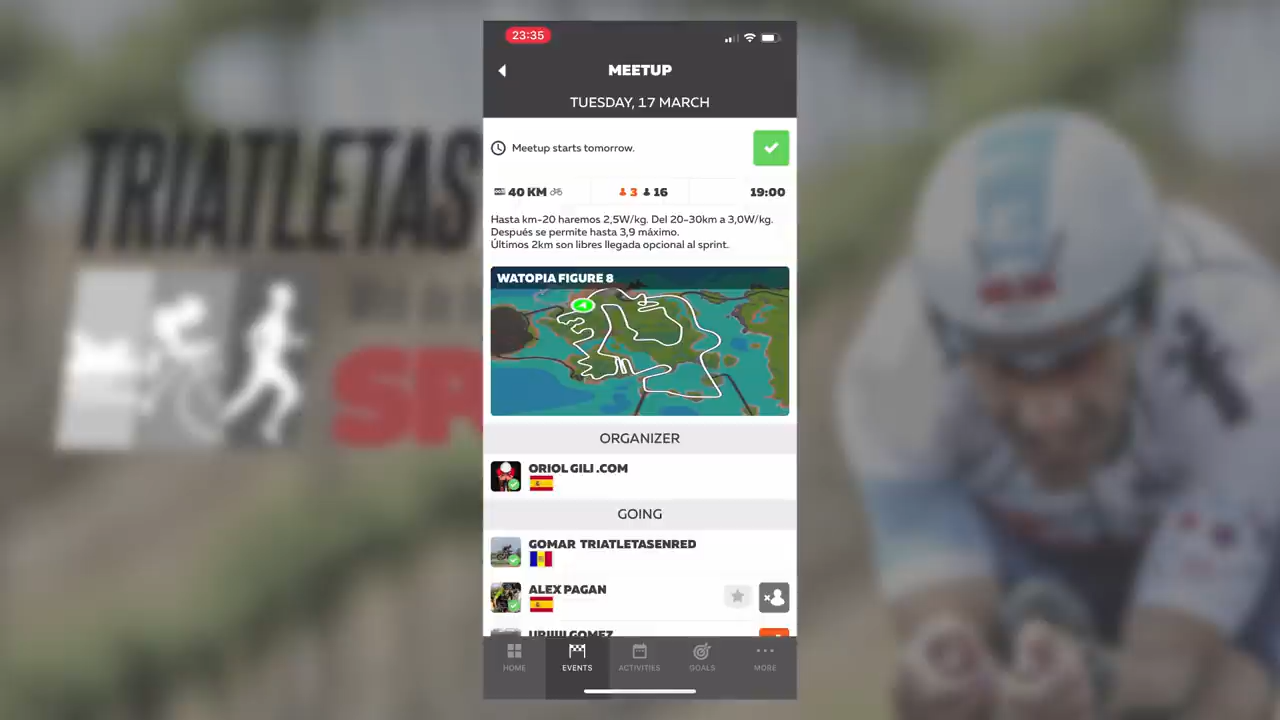 23:35
MEETUP
TUESDAY, 17 MARCH
Meetup starts tomorrow.
40 KM
3
16
19:00
Hasta km-20 haremos 2,5W/kg. Del 20-30km a 3,0W/kg.
Después se permite hasta 3,9 máximo.
Últimos 2km son libres llegada opcional al sprint.
WATOPIA FIGURE 8
ORGANIZER
ORIOL GILI .COM
GOING
GOMAR TRIATLETASENRED
ALEX PAGAN
GOMEZ
HOME
EVENTS
ACTIVITIES
GOALS
MORE
TRIATLETAS